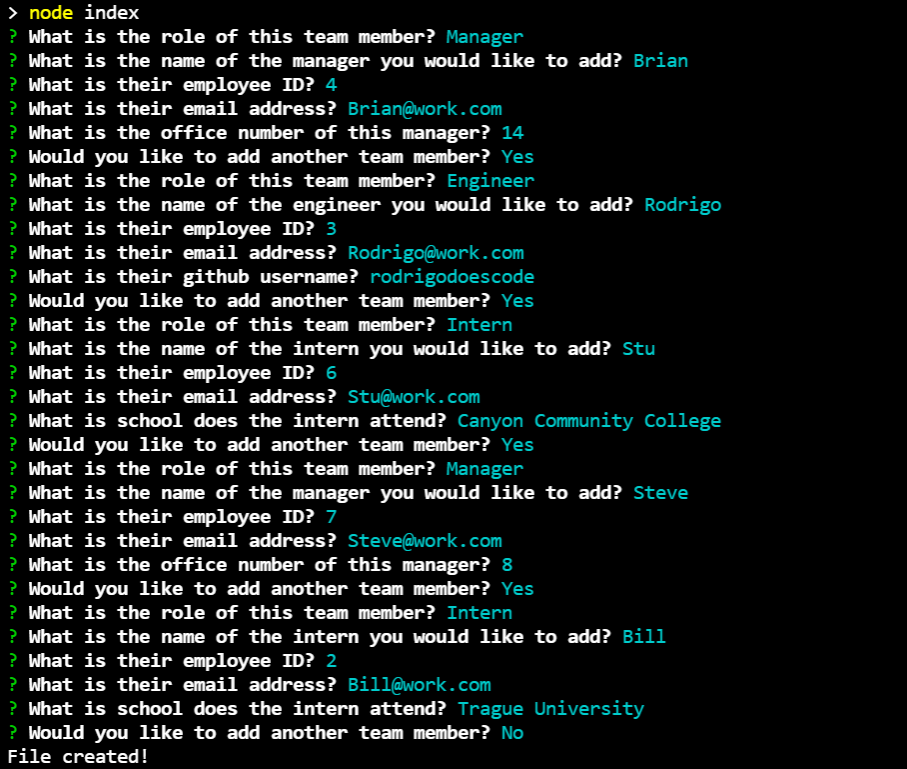 > node index
? What is the role of this team member? Manager
? What is the name of the manager you would like to add? Brian
? What is their employee ID? 4
? What is their email address? Brian@work.com
? What is the office number of this manager? 14
? Would you like to add another team member? Yes
? What is the role of this team member? Engineer
? What is the name of the engineer you would like to add? Rodrigo
? What is their employee ID? 3
? What is their email address? Rodrigo@work.com
? What is their github username? rodrigodoescode
? Would you like to add another team member? Yes
? What is the role of this team member? Intern
? What is the name of the intern you would like to add? Stu
? What is their employee ID? 6
? What is their email address? Stu@work.com
? What is school does the intern attend? Canyon Community College
? Would you like to add another team member? Yes
? What is the role of this team member? Manager
? What is the name of the manager you would like to add? Steve
? What is their employee ID? 7
? What is their email address? Steve@work.com
? What is the office number of this manager? 8
? Would you like to add another team member? Yes
? What is the role of this team member? Intern
? What is the name of the intern you would like to add? Bill
? What is their employee ID? 2
? What is their email address? Bill@work.com
? What is school does the intern attend? Trague University
? Would you like to add another team member? No
File created!